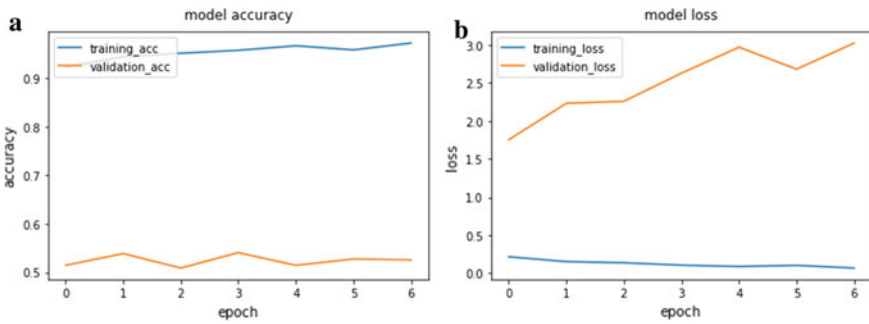 a
model accuracy
training_acc
validation_acc
0.9
0.8
0.7
0.6
0.5
accuracy
0 1 2 3 4 5 6
epoch
b
model loss
training_loss
validation_loss
3.0
2.5
2.0
1.5
1.0
0.5
0.0
loss
0 1 2 3 4 5 6
epoch